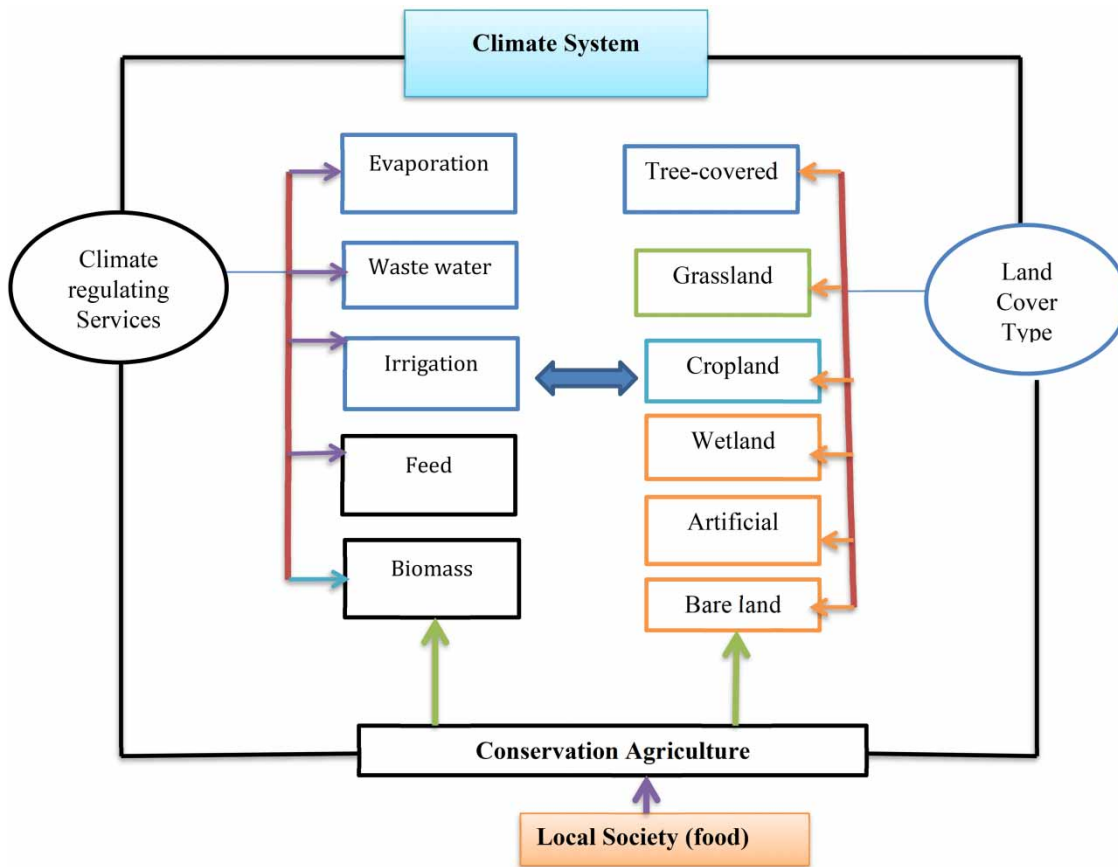 Climate System
Climate
regulating
Services
Evaporation
Waste water
Irrigation
Feed
Biomass
Tree-covered
Grassland
Cropland
Wetland
Artificial
Bare land
Land
Cover
Type
Conservation Agriculture
Local Society (food)